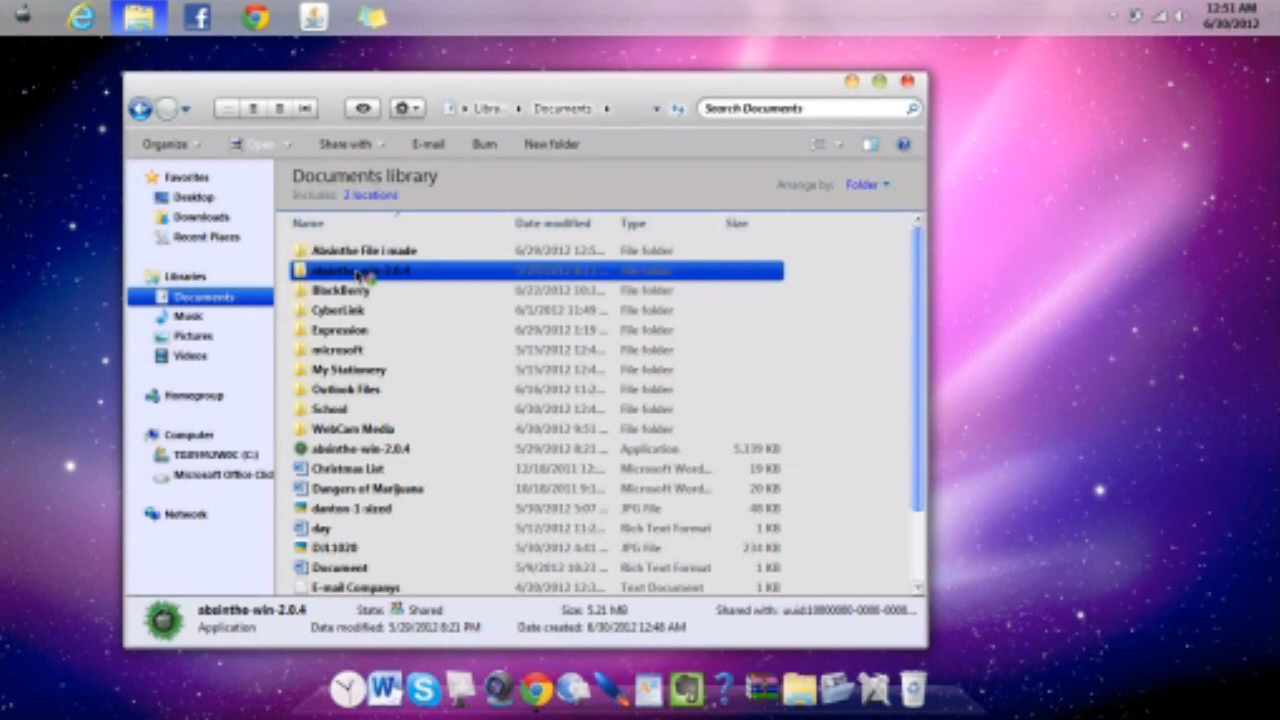 12:51 AM
6/30/2012
Libra... Documents
Search Documents
Organize Open Share with E-mail Burn New folder
Documents library
Includes: 2 locations
Arrange by: Folder
Favorites
Desktop
Downloads
Recent Places
Libraries
Documents
Music
Pictures
Videos
Homegroup
Computer
Microsoft Office Click
Network
Name Date modified Type Size
Absinthe File i made 6/29/2012 12:5... File folder
absinthe-win-2.0.4 File folder
BlackBerry 6/22/2012 10:3... File folder
CyberLink 6/1/2012 11:49 ... File folder
Expression 6/29/2012 1:19 ... File folder
microsoft 5/15/2012 12:4... File folder
My Stationery 5/15/2012 12:4... File folder
Outlook Files 6/16/2012 11:2... File folder
School 6/30/2012 12:4... File folder
WebCam Media 4/30/2012 9:51 ... File folder
absinthe-win-2.0.4 5/29/2012 8:21 ... Application 5,339 KB
Christmas List 12/18/2011 12:... Microsoft Word... 19 KB
Dangers of Marijuana 10/18/2011 9:1... Microsoft Word... 20 KB
danton-1-sized 5/30/2012 5:07 ... JPG File 48 KB
day 5/12/2012 11:2... Rich Text Format 1 KB
5/30/2012 4:41 ... JPG File 234 KB
Document 5/9/2012 10:23 ... Rich Text Format 1 KB
E-mail Companys 4/30/2012 12:3... Text Document 1 KB
absinthe-win-2.0.4 State: Shared Size: 5.21 MB Shared with:
Application Date modified: 5/29/2012 8:21 PM Date created: 6/30/2012 12:48 AM